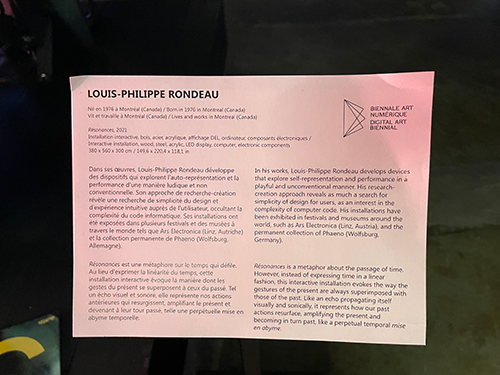 LOUIS-PHILIPPE RONDEAU
Né en 1976 à Montréal (Canada) / Born in 1976 in Montreal (Canada)
Vit et travaille à Montréal (Canada) / Lives and works in Montreal (Canada)
Résonances, 2021
Installation interactive, bois, acier, acrylique, affichage DEL, ordinateur, composants électroniques /
Interactive installation, wood, steel, acrylic, LED display, computer, electronic components
380 x 560 x 300 cm / 149,6 x 220,4 x 118,1 in
BIENNALE ART
NUMÉRIQUE
DIGITAL ART
BIENNIAL
Dans ses œuvres, Louis-Philippe Rondeau développe
des dispositifs qui explorent l'auto-représentation et la
performance d'une manière ludique et non
conventionnelle. Son approche de recherche-création
révèle une recherche de simplicité du design et
d'expérience intuitive auprès de l'utilisateur, occultant la
complexité du code informatique. Ses installations ont
été exposées dans plusieurs festivals et des musées à
travers le monde tels que Ars Electronica (Linz, Autriche)
et la collection permanente de Phaeno (Wolfsburg,
Allemagne).
Résonances est une métaphore sur le temps qui défile.
Au lieu d'exprimer la linéarité du temps, cette
installation interactive évoque la manière dont les
gestes du présent se superposent à ceux du passé. Tel
un écho visuel et sonore, elle représente nos actions
antérieures qui resurgissent, amplifiant le présent et
devenant à leur tour passé, telle une perpétuelle mise en
abyme temporelle.
In his works, Louis-Philippe Rondeau develops devices
that explore self-representation and performance in a
playful and unconventional manner. His research-
creation approach reveals as much a search for
simplicity of design for users, as an interest in the
complexity of computer code. His installations have
been exhibited in festivals and museums around the
world, such as Ars Electronica (Linz, Austria), and the
permanent collection of Phaeno (Wolfsburg,
Germany).
Résonances is a metaphor about the passage of time.
However, instead of expressing time in a linear
fashion, this interactive installation evokes the way the
gestures of the present are always superimposed with
those of the past. Like an echo propagating itself
visually and sonically, it represents how our past
actions resurface, amplifying the present and
becoming in turn past, like a perpetual temporal mise
en abyme.